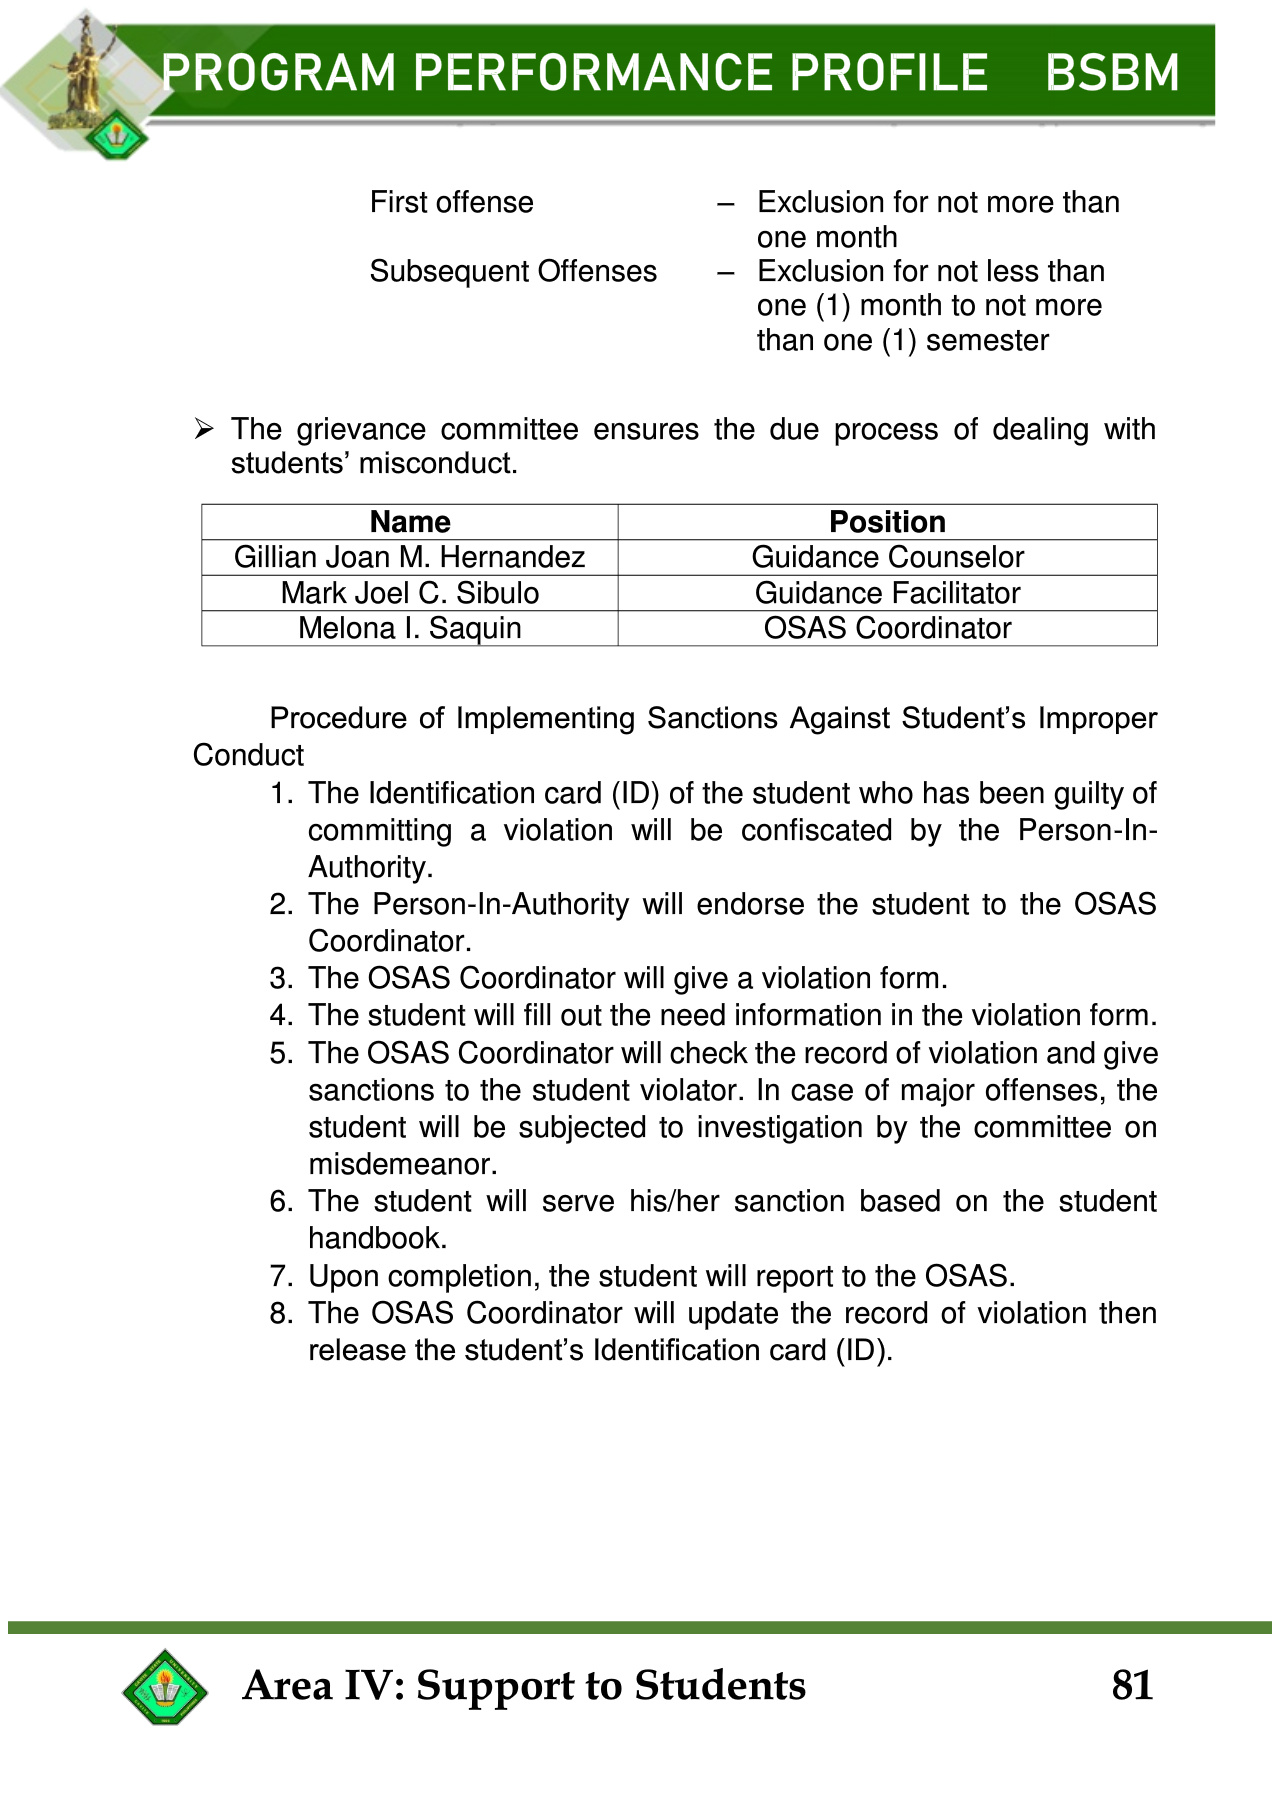 PROGRAM PERFORMANCE PROFILE BSBM
First offense – Exclusion for not more than
one month
Subsequent Offenses – Exclusion for not less than
one (1) month to not more
than one (1) semester
➢ The grievance committee ensures the due process of dealing with
students’ misconduct.
Name Position
Gillian Joan M. Hernandez Guidance Counselor
Mark Joel C. Sibulo Guidance Facilitator
Melona I. Saquin OSAS Coordinator
Procedure of Implementing Sanctions Against Student’s Improper
Conduct
1. The Identification card (ID) of the student who has been guilty of
committing a violation will be confiscated by the Person-In-
Authority.
2. The Person-In-Authority will endorse the student to the OSAS
Coordinator.
3. The OSAS Coordinator will give a violation form.
4. The student will fill out the need information in the violation form.
5. The OSAS Coordinator will check the record of violation and give
sanctions to the student violator. In case of major offenses, the
student will be subjected to investigation by the committee on
misdemeanor.
6. The student will serve his/her sanction based on the student
handbook.
7. Upon completion, the student will report to the OSAS.
8. The OSAS Coordinator will update the record of violation then
release the student’s Identification card (ID).
Area IV: Support to Students 81